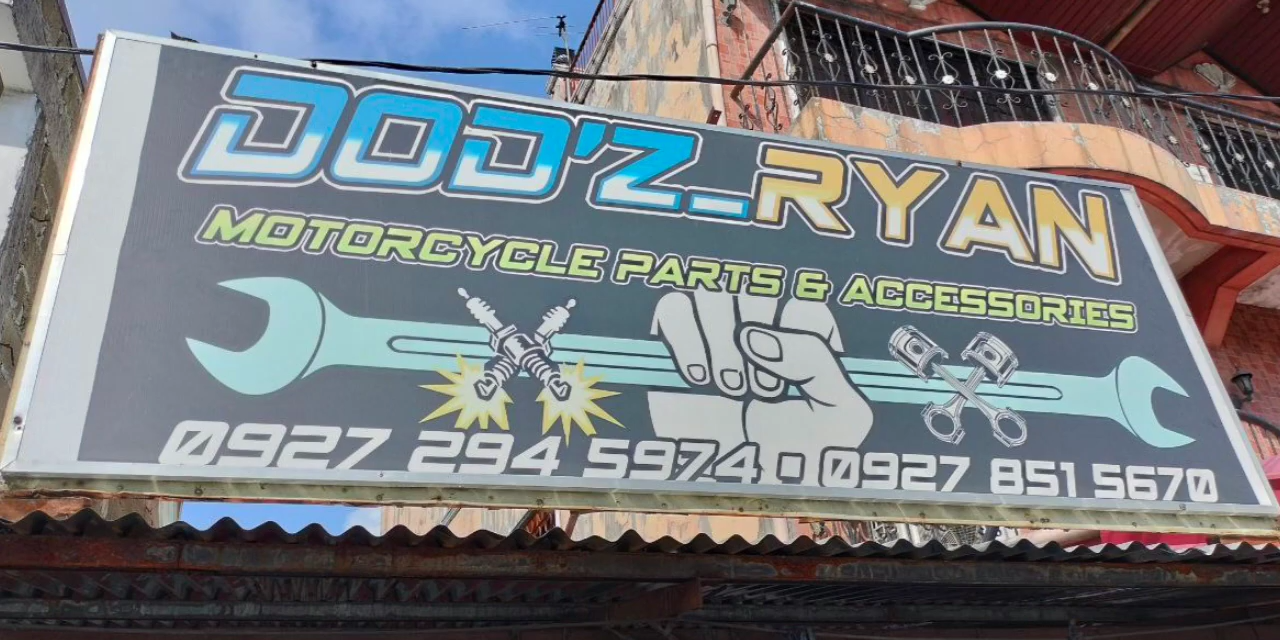 DOD'Z_RYAN
MOTORCYCLE PARTS & ACCESSORIES
0927 294 5974 • 0927 851 5670